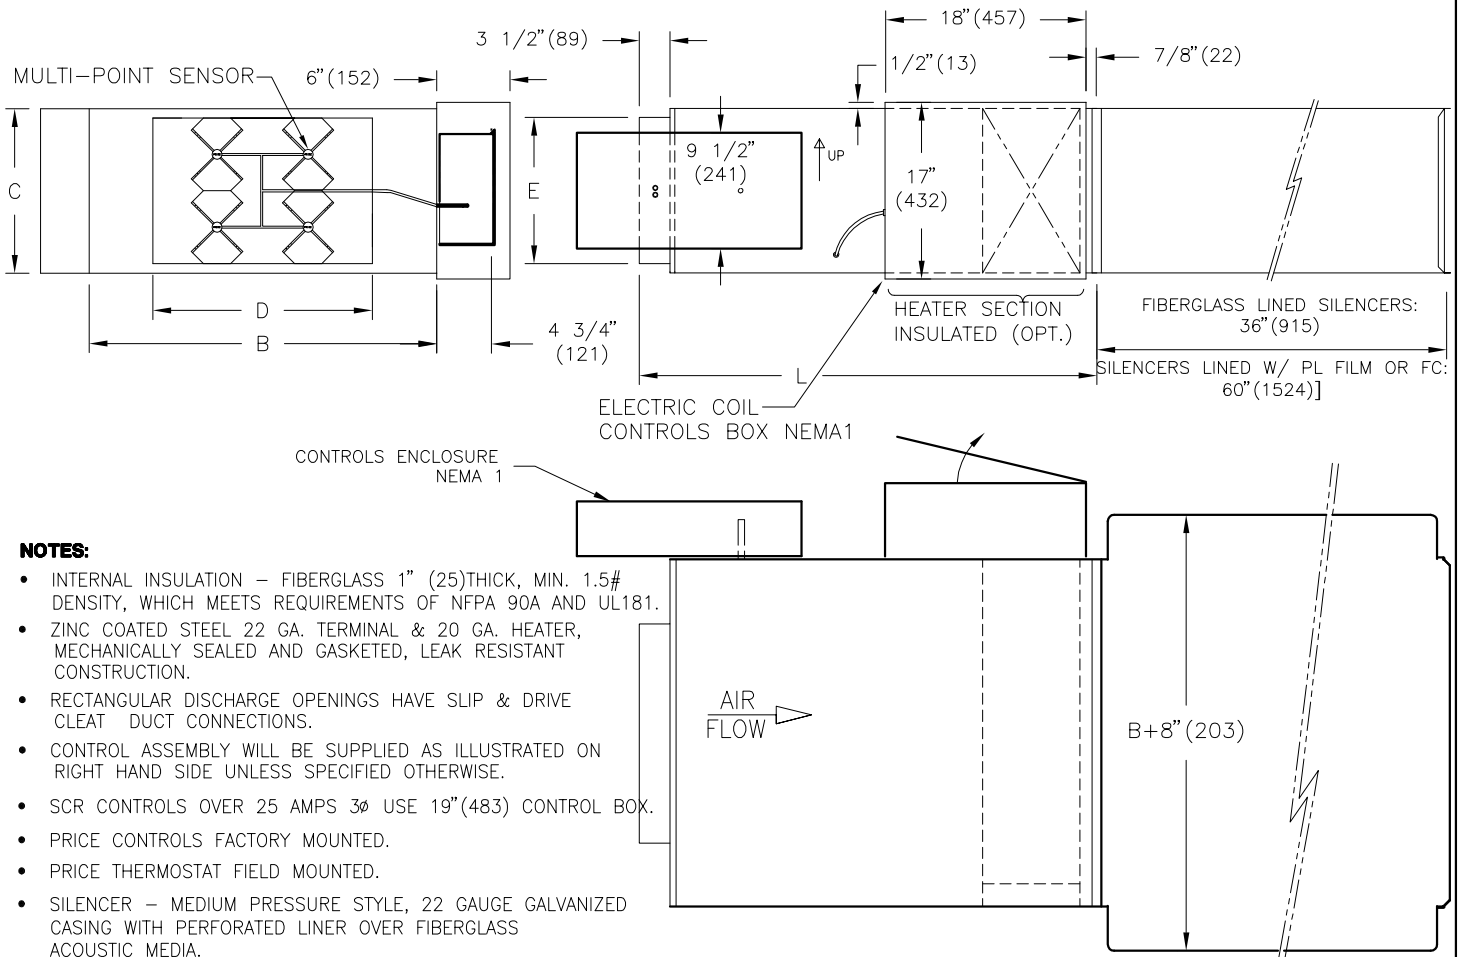 18"(457)
3 1/2"(89)
1/2"(13)
7/8"(22)
MULTI-POINT SENSOR
6"(152)
9 1/2"
(241)
UP
17"
(432)
C
E
D
B
4 3/4"
(121)
HEATER SECTION
INSULATED (OPT.)
FIBERGLASS LINED SILENCERS:
36"(915)
L
SILENCERS LINED W/ PL FILM OR FC:
60"(1524)]
ELECTRIC COIL
CONTROLS BOX NEMA1
CONTROLS ENCLOSURE
NEMA 1
NOTES:
• INTERNAL INSULATION – FIBERGLASS 1" (25)THICK, MIN. 1.5#
DENSITY, WHICH MEETS REQUIREMENTS OF NFPA 90A AND UL181.
• ZINC COATED STEEL 22 GA. TERMINAL & 20 GA. HEATER,
MECHANICALLY SEALED AND GASKETED, LEAK RESISTANT
CONSTRUCTION.
• RECTANGULAR DISCHARGE OPENINGS HAVE SLIP & DRIVE
CLEAT DUCT CONNECTIONS.
• CONTROL ASSEMBLY WILL BE SUPPLIED AS ILLUSTRATED ON
RIGHT HAND SIDE UNLESS SPECIFIED OTHERWISE.
• SCR CONTROLS OVER 25 AMPS 3ø USE 19"(483) CONTROL BOX.
• PRICE CONTROLS FACTORY MOUNTED.
• PRICE THERMOSTAT FIELD MOUNTED.
• SILENCER – MEDIUM PRESSURE STYLE, 22 GAUGE GALVANIZED
CASING WITH PERFORATED LINER OVER FIBERGLASS
ACOUSTIC MEDIA.
AIR
FLOW
B+8"(203)